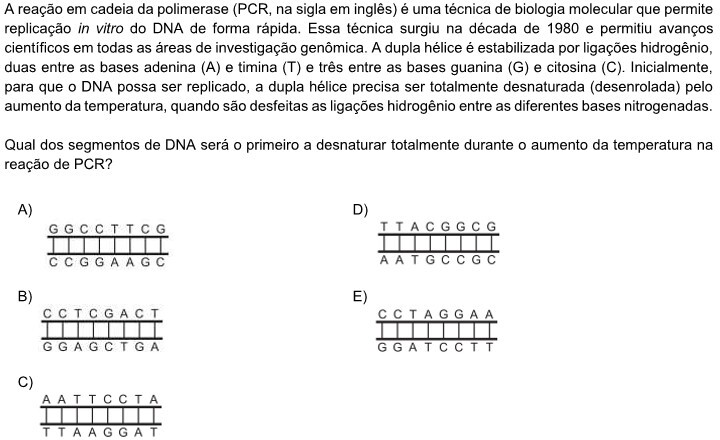 A reação em cadeia da polimerase (PCR, na sigla em inglês) é uma técnica de biologia molecular que permite
replicação in vitro do DNA de forma rápida. Essa técnica surgiu na década de 1980 e permitiu avanços
científicos em todas as áreas de investigação genômica. A dupla hélice é estabilizada por ligações hidrogênio,
duas entre as bases adenina (A) e timina (T) e três entre as bases guanina (G) e citosina (C). Inicialmente,
para que o DNA possa ser replicado, a dupla hélice precisa ser totalmente desnaturada (desenrolada) pelo
aumento da temperatura, quando são desfeitas as ligações hidrogênio entre as diferentes bases nitrogenadas.
Qual dos segmentos de DNA será o primeiro a desnaturar totalmente durante o aumento da temperatura na
reação de PCR?
A)
G G C C T T C G
C C G G A A G C
B)
C C T C G A C T
G G A G C T G A
C)
A A T T C C T A
T T A A G G A T
D)
T T A C G G C G
A A T G C C G C
E)
C C T A G G A A
G G A T C C T T